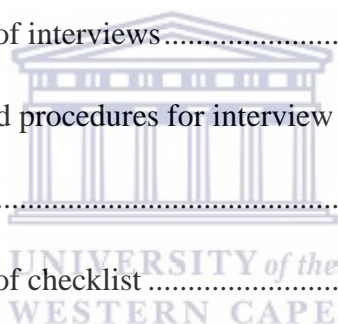 of interviews........................
d procedures for interview
........................................
UNIVERSITY of the
of checklist ........................
WESTERN CAPE